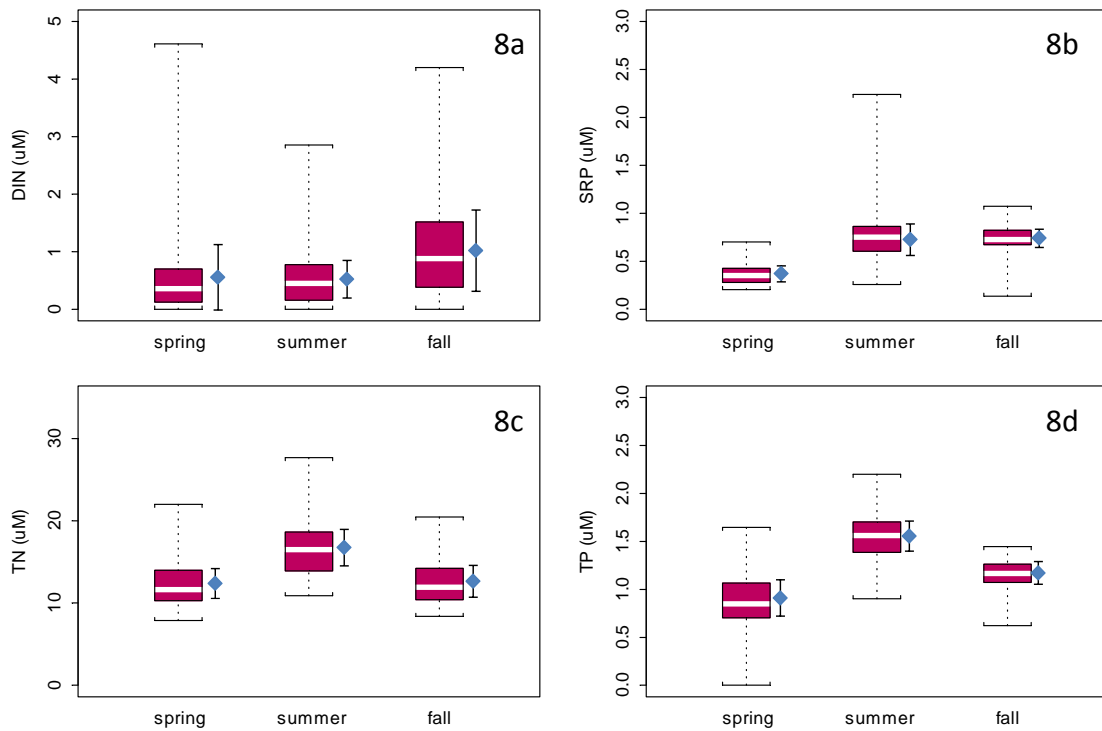 8a
DIN (uM)
5
4
3
2
1
0
spring summer fall
8b
SRP (uM)
3.0
2.5
2.0
1.5
1.0
0.5
0.0
spring summer fall
8c
TN (uM)
30
20
10
0
spring summer fall
8d
TP (uM)
3.0
2.5
2.0
1.5
1.0
0.5
0.0
spring summer fall